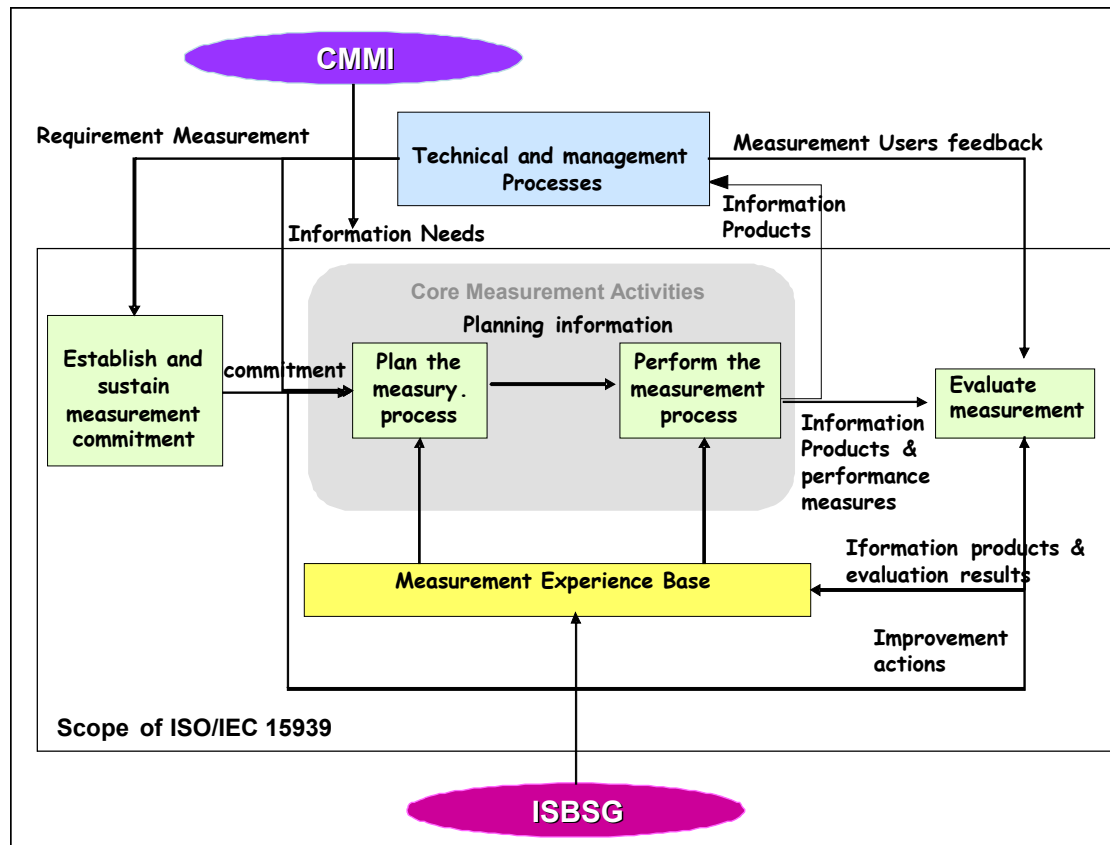 CMMI
Requirement Measurement
Technical and management
Processes
Measurement Users feedback
Information
Products
Information Needs
Core Measurement Activities
Planning information
Establish and
sustain
measurement
commitment
commitment
Plan the
measury.
process
Perform the
measurement
process
Evaluate
measurement
Information
Products &
performance
measures
Iformation products &
evaluation results
Measurement Experience Base
Improvement
actions
Scope of ISO/IEC 15939
ISBSG